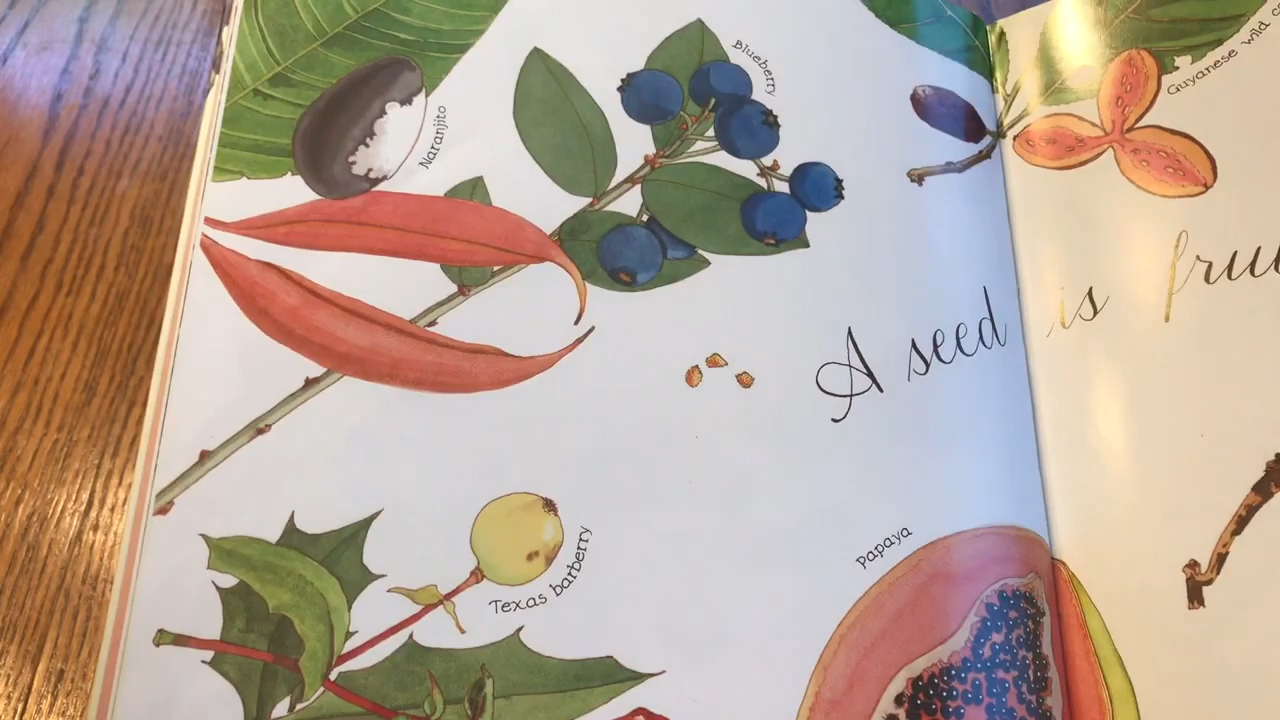 Blueberry
Naranjito
Guyanese wild
A seed is
Texas barberry
Papaya